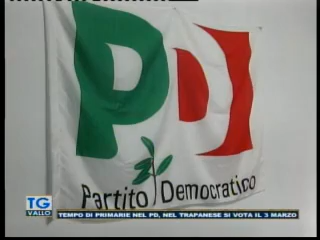 PD
Partito Democratico
TG
VALLO
TEMPO DI PRIMARIE NEL PD, NEL TRAPANESE SI VOTA IL 3 MARZO